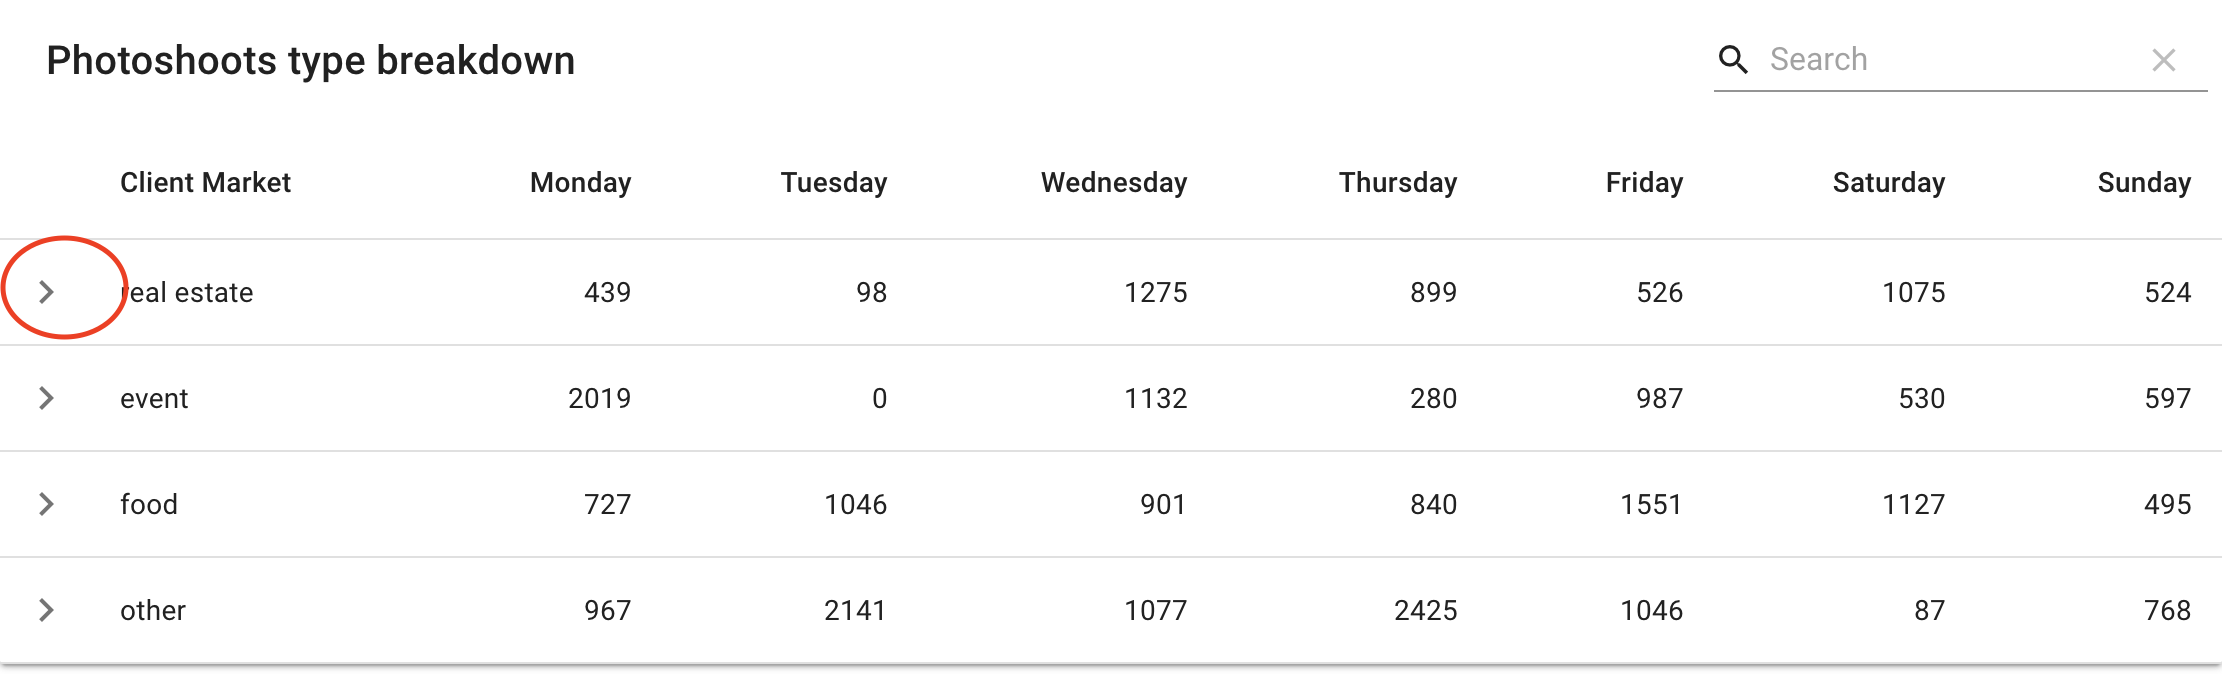 Photoshoots type breakdown
Search
Client Market Monday Tuesday Wednesday Thursday Friday Saturday Sunday
real estate 439 98 1275 899 526 1075 524
event 2019 0 1132 280 987 530 597
food 727 1046 901 840 1551 1127 495
other 967 2141 1077 2425 1046 87 768